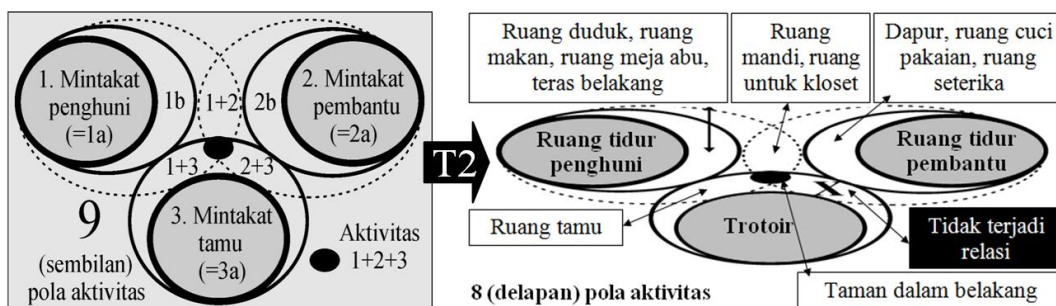 1. Mintakat
penghuni
(=1a)
1b
1+2
2b
2. Mintakat
pembantu
(=2a)
1+3
2+3
3. Mintakat
tamu
(=3a)
9
(sembilan)
pola aktivitas
Aktivitas
1+2+3
T2
Ruang duduk, ruang
makan, ruang meja abu,
teras belakang
Ruang
mandi, ruang
untuk kloset
Dapur, ruang cuci
pakaian, ruang
seterika
Ruang tidur
penghuni
Ruang tidur
pembantu
Ruang tamu
Trotoir
Tidak terjadi
relasi
8 (delapan) pola aktivitas
Taman dalam belakang